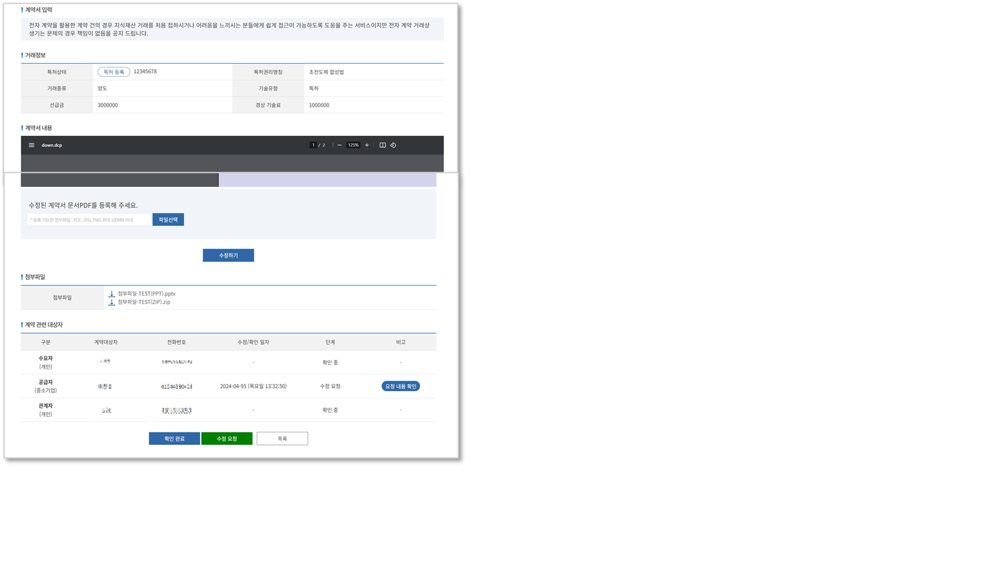 계약서 입력
전자 계약을 활용한 계약 건의 경우 지식재산 거래를 처음 접하시거나 어려움을 느끼시는 분들에게 쉽게 접근이 가능하도록 도움을 주는 서비스이지만 전자 계약 거래상
생기는 문제의 경우 책임이 없음을 공지 드립니다.
거래정보
특허상태 특허 등록 12345678 특허권리명칭 초전도체 합성법
거래종류 양도 기술유형 특허
선급금 3000000 경상 기술료 1000000
계약서 내용
down.dcp 1 / 2 125%
수정된 계약서 문서PDF를 등록해 주세요.
* 등록 가능한 첨부파일 : PDF, JPG, PNG 최대 100MB 이내 파일선택
수정하기
첨부파일
첨부파일 첨부파일-TEST(PPT).pptx
첨부파일-TEST(ZIP).zip
계약 관련 대상자
구분 계약대상자 전화번호 수정/확인 일자 단계 비고
수요자
(개인) - 확인 중 -
공급자
(중소기업) 2024-04-95 (목요일 13:32:50) 수정 요청 요청 내용 확인
관계자
(개인) - 확인 중 -
확인 완료 수정 요청 목록